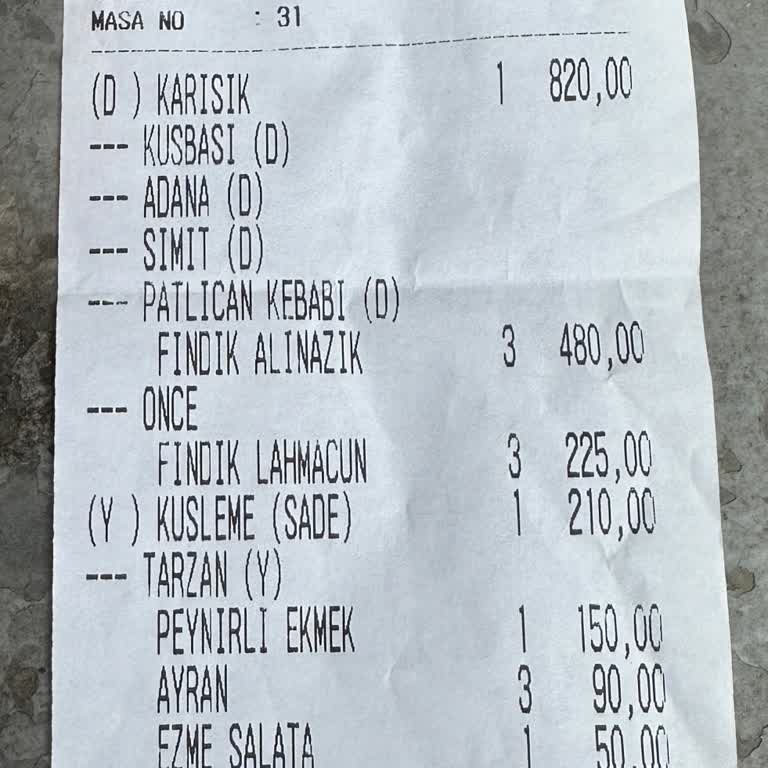 MASA NO : 31
(D ) KARISIK 1 820,00
--- KUSBASI (D)
--- ADANA (D)
--- SIMIT (D)
--- PATLICAN KEBABI (D)
FINDIK ALINAZIK 3 480,00
--- ONCE
FINDIK LAHMACUN 3 225,00
(Y ) KUSLEME (SADE) 1 210,00
--- TARZAN (Y)
PEYNIRLI EKMEK 1 150,00
AYRAN 3 90,00
EZME SALATA 1 50,00